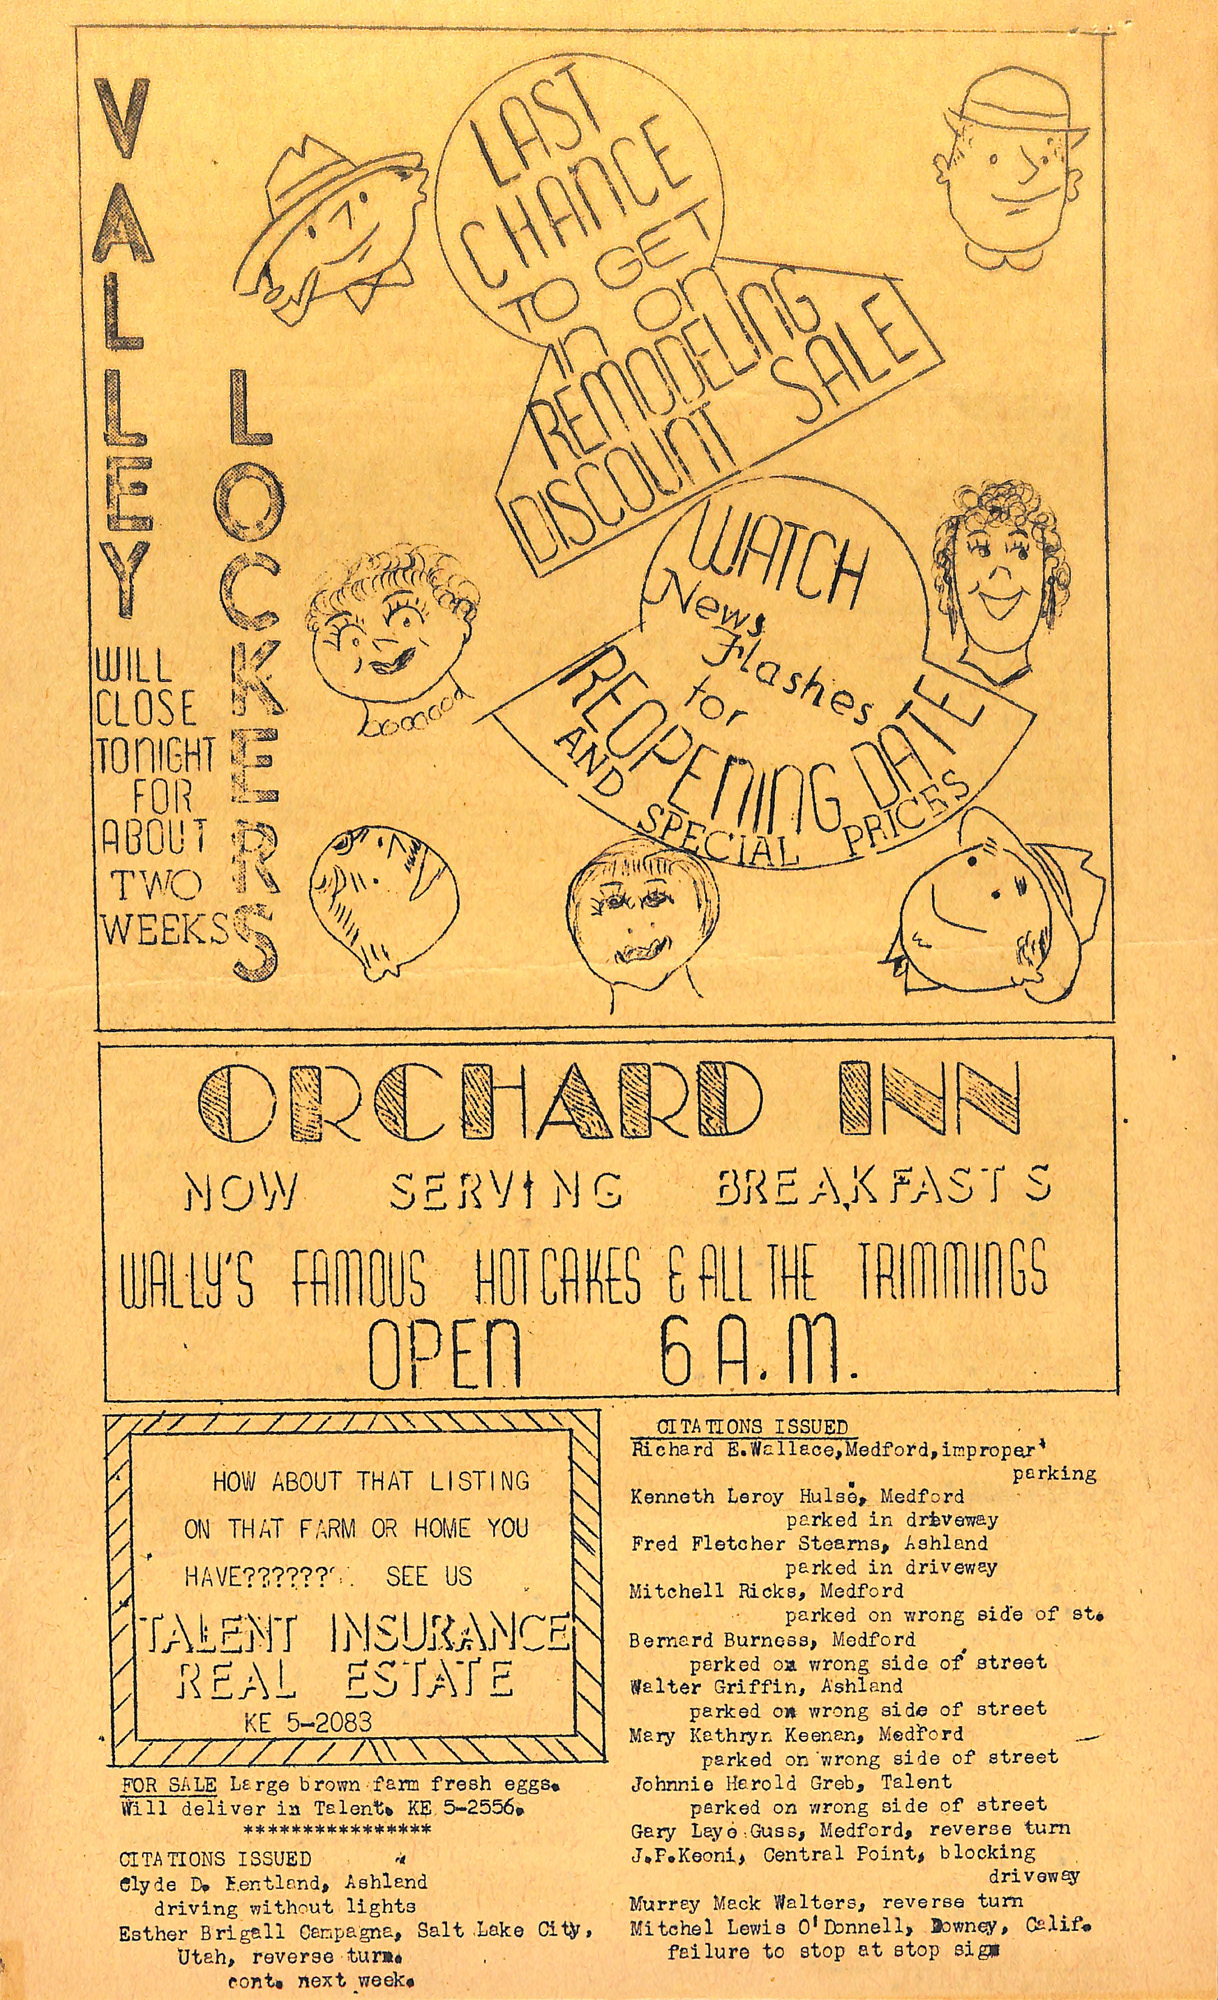 VALLEY
LOCKERS
WILL
CLOSE
TONIGHT
FOR
ABOUT
TWO
WEEKS
LAST
CHANCE
TO GET
IN ON
REMODELING
DISCOUNT SALE
WATCH
News
Flashes
for
REOPENING DATE
AND SPECIAL PRICES
ORCHARD INN
NOW SERVING BREAKFASTS
WALLY'S FAMOUS HOTCAKES & ALL THE TRIMMINGS
OPEN 6 A.M.
HOW ABOUT THAT LISTING
ON THAT FARM OR HOME YOU
HAVE??????? SEE US
TALENT INSURANCE
REAL ESTATE
KE 5-2083
FOR SALE Large brown farm fresh eggs.
Will deliver in Talent. KE 5-2556.
****************
CITATIONS ISSUED
Clyde D. Hentland, Ashland
driving without lights
Esther Brigall Campagna, Salt Lake City,
Utah, reverse turn.
cont. next week.
CITATIONS ISSUED
Richard E.Wallace,Medford,improper
parking
Kenneth Leroy Hulse, Medford
parked in driveway
Fred Fletcher Stearns, Ashland
parked in driveway
Mitchell Ricks, Medford
parked on wrong side of st.
Bernard Burness, Medford
parked on wrong side of street
Walter Griffin, Ashland
parked on wrong side of street
Mary Kathryn Keenan, Medford
parked on wrong side of street
Johnnie Harold Greb, Talent
parked on wrong side of street
Gary Laye Guss, Medford, reverse turn
J.F.Keoni, Central Point, blocking
driveway
Murray Mack Walters, reverse turn
Mitchel Lewis O'Donnell, Downey, Calif.
failure to stop at stop sign